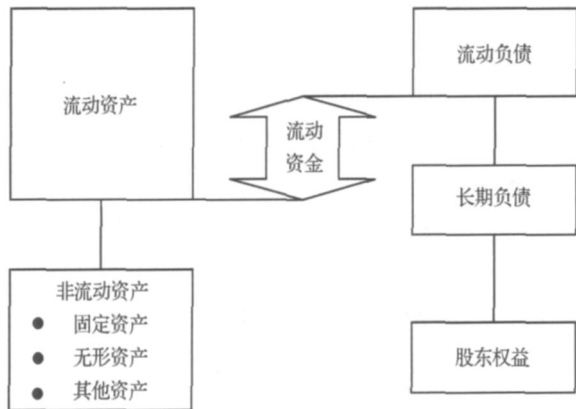 流动资产
非流动资产
● 固定资产
● 无形资产
● 其他资产
流动
资金
流动负债
长期负债
股东权益